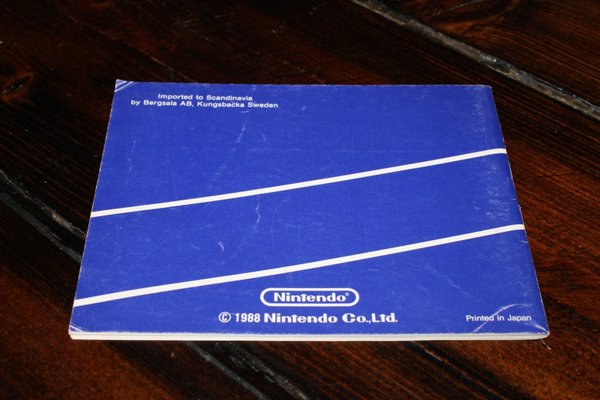 Imported to Scandinavia
by Bergsala AB, Kungsbacka Sweden
Nintendo®
© 1988 Nintendo Co.,Ltd.
Printed in Japan